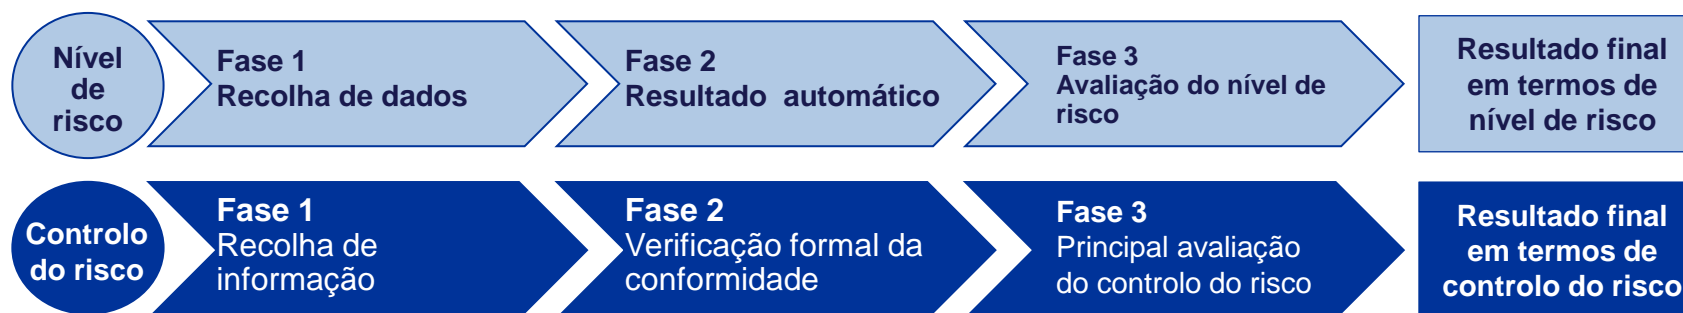 Nível
de
risco
Fase 1
Recolha de dados
Fase 2
Resultado automático
Fase 3
Avaliação do nível de
risco
Resultado final
em termos de
nível de risco
Controlo
do risco
Fase 1
Recolha de
informação
Fase 2
Verificação formal da
conformidade
Fase 3
Principal avaliação
do controlo do risco
Resultado final
em termos de
controlo do risco